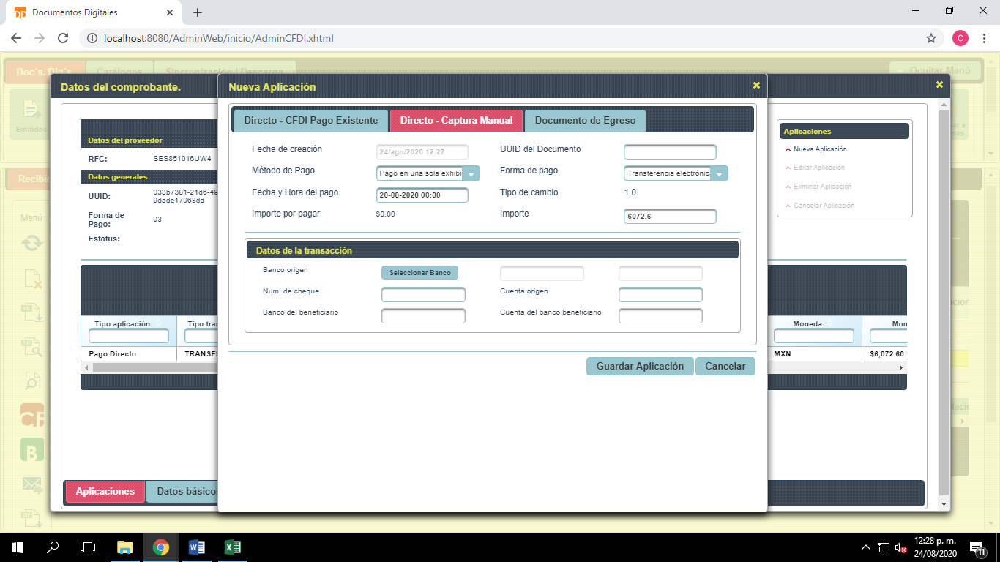 Documentos Digitales
localhost:8080/AdminWeb/inicio/AdminCFDI.xhtml
C
Doc´s. Dig´s.
Catálogos
Sincronización / Descarga
Ocultar Menú
Emitidos
Datos del comprobante.
Datos del proveedor
RFC: SES851016UW4
Datos generales
UUID: 033b7381-21d6-49
9dade17068dd
Forma de
Pago: 03
Estatus:
Menú
Nueva Aplicación
Directo - CFDI Pago Existente
Directo - Captura Manual
Documento de Egreso
Fecha de creación 24/ago/2020 12:27 UUID del Documento
Método de Pago Pago en una sola exhibi Forma de pago Transferencia electrónic
Fecha y Hora del pago 20-08-2020 00:00 Tipo de cambio 1.0
Importe por pagar $0.00 Importe 6072.6
Datos de la transacción
Banco origen Seleccionar Banco
Num. de cheque Cuenta origen
Banco del beneficiario Cuenta del banco beneficiario
Guardar Aplicación
Cancelar
Aplicaciones
Nueva Aplicación
Editar Aplicación
Eliminar Aplicación
Cancelar Aplicación
Tipo aplicación Tipo tra Moneda Mon
Pago Directo TRANSF MXN $6,072.60
Aplicaciones
Datos básicos
12:28 p. m.
24/08/2020
11